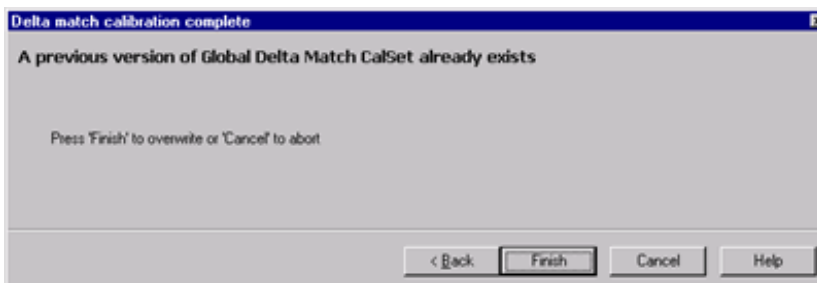 Delta match calibration complete
A previous version of Global Delta Match CalSet already exists
Press 'Finish' to overwrite or 'Cancel' to abort
< Back Finish Cancel Help